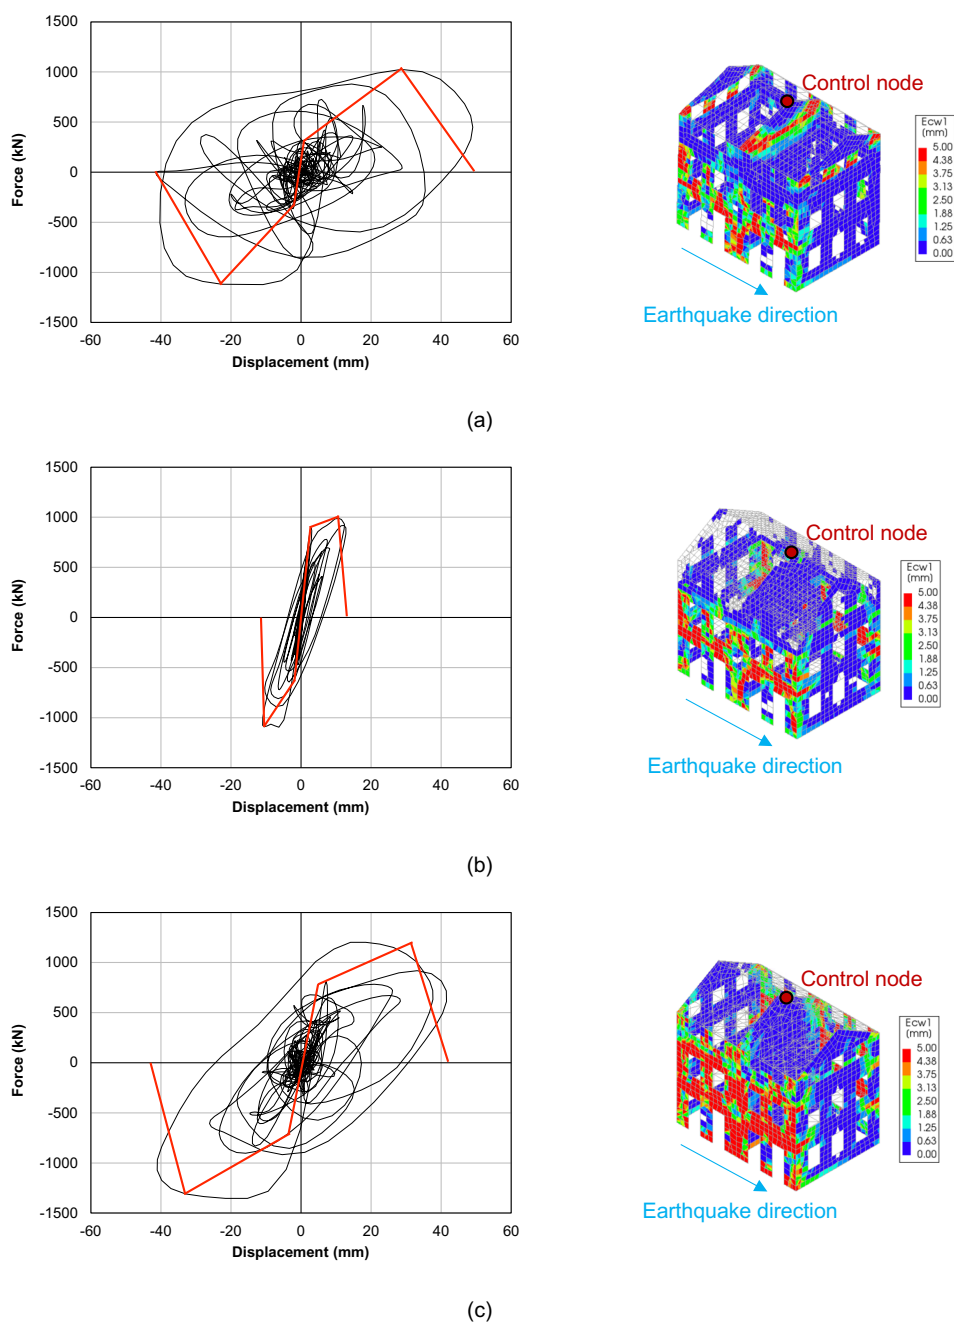 1500
1000
500
0
-500
-1000
-1500
Force (kN)
-60 -40 -20 0 20 40 60
Displacement (mm)
Control node
Ecw1
(mm)
5.00
4.38
3.75
3.13
2.50
1.88
1.25
0.63
0.00
Earthquake direction
(a)
1500
1000
500
0
-500
-1000
-1500
Force (kN)
-60 -40 -20 0 20 40 60
Displacement (mm)
Control node
Ecw1
(mm)
5.00
4.38
3.75
3.13
2.50
1.88
1.25
0.63
0.00
Earthquake direction
(b)
1500
1000
500
0
-500
-1000
-1500
Force (kN)
-60 -40 -20 0 20 40 60
Displacement (mm)
Control node
Ecw1
(mm)
5.00
4.38
3.75
3.13
2.50
1.88
1.25
0.63
0.00
Earthquake direction
(c)